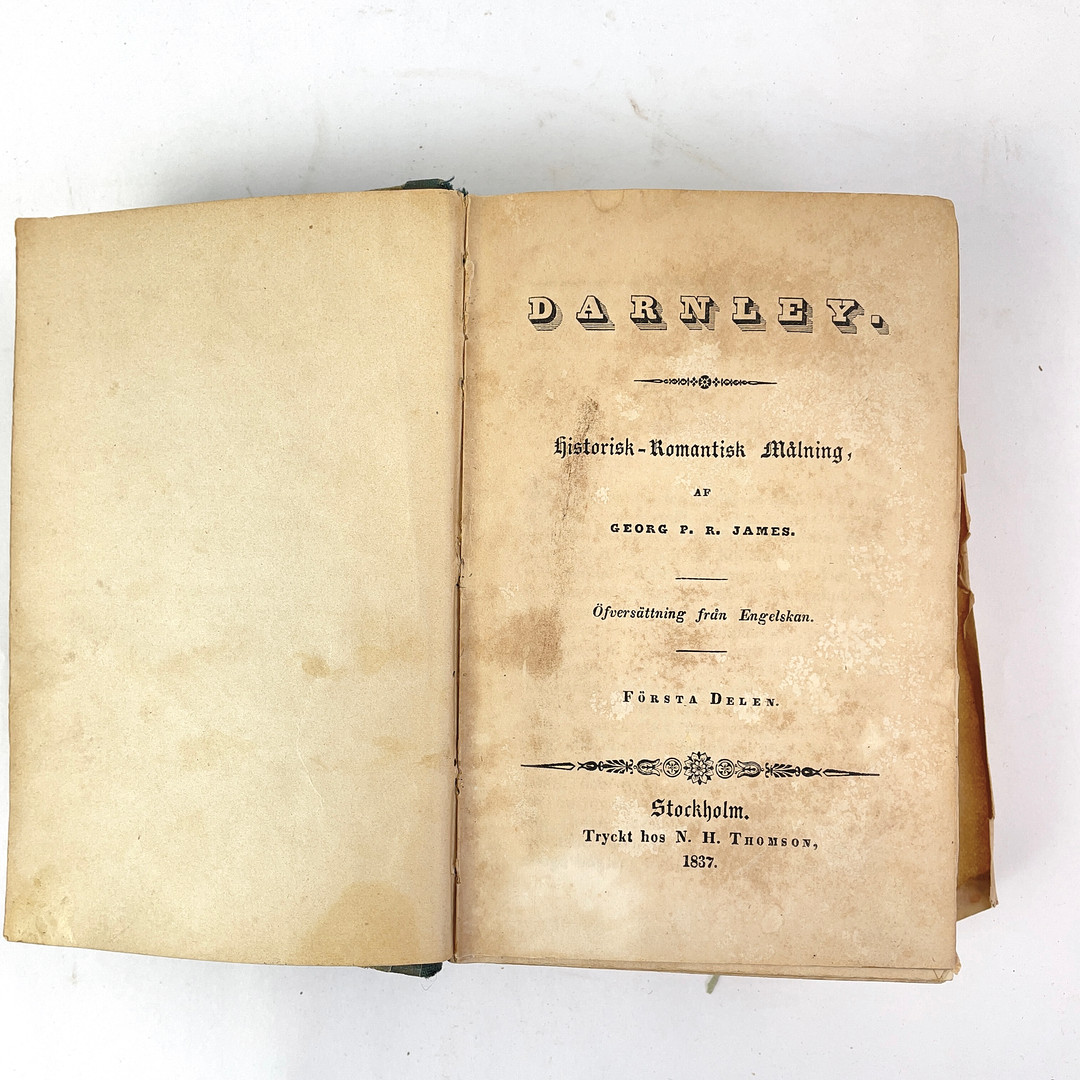 DARNLEY.
Historisk-Romantisk Målning,
AF
GEORG P. R. JAMES.
Öfversättning från Engelskan.
FÖRSTA DELEN.
Stockholm.
Tryckt hos N. H. THOMSON,
1837.